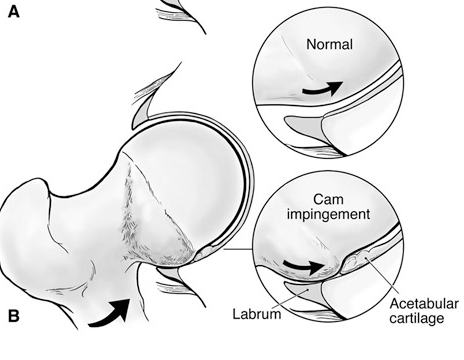 A
Normal
Cam
impingement
Labrum
Acetabular
cartilage
B